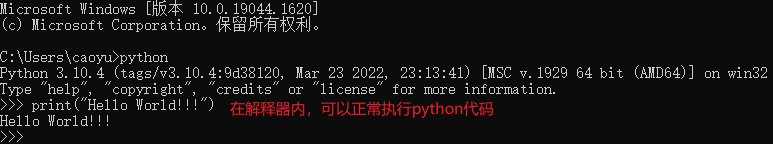 Microsoft Windows [版本 10.0.19044.1620]
(c) Microsoft Corporation。保留所有权利。
C:\Users\caoyu>python
Python 3.10.4 (tags/v3.10.4:9d38120, Mar 23 2022, 23:13:41) [MSC v.1929 64 bit (AMD64)] on win32
Type "help", "copyright", "credits" or "license" for more information.
>>> print("Hello World!!!") 在解释器内，可以正常执行python代码
Hello World!!!
>>>